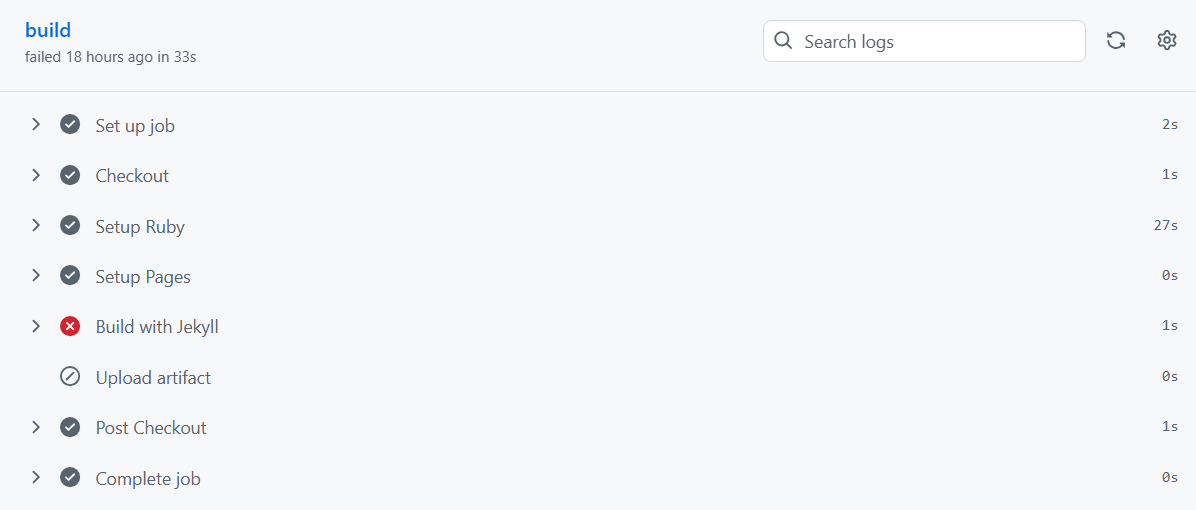 build
failed 18 hours ago in 33s
Search logs
Set up job 2s
Checkout 1s
Setup Ruby 27s
Setup Pages 0s
Build with Jekyll 1s
Upload artifact 0s
Post Checkout 1s
Complete job 0s